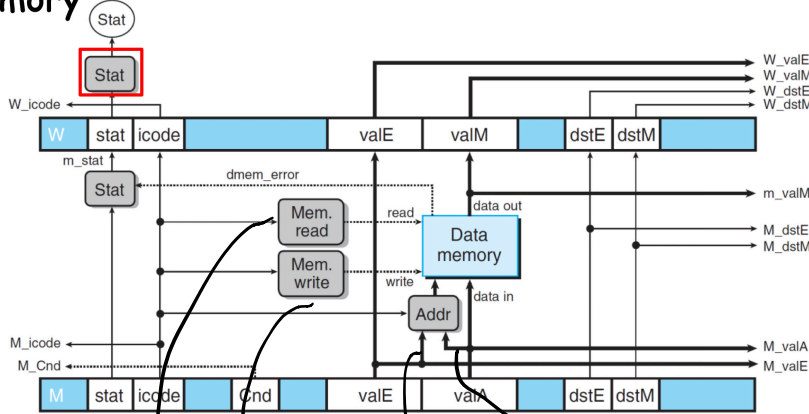 mory
Stat
Stat
W_valE
W_valM
W_dstE
W_dstM
W_icode
W stat icode valE valM dstE dstM
m_stat
dmem_error
Stat
m_valM
data out
Mem.
read
read
Data
memory
M_dstE
M_dstM
Mem.
write
write
data in
Addr
M_icode
M_valA
M_Cnd
M_valE
M stat icode Cnd valE valA dstE dstM